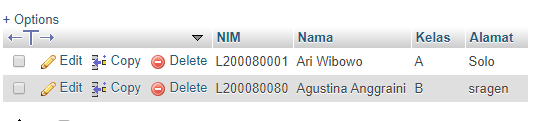 + Options
←T→ NIM Nama Kelas Alamat
Edit Copy Delete L200080001 Ari Wibowo A Solo
Edit Copy Delete L200080080 Agustina Anggraini B sragen